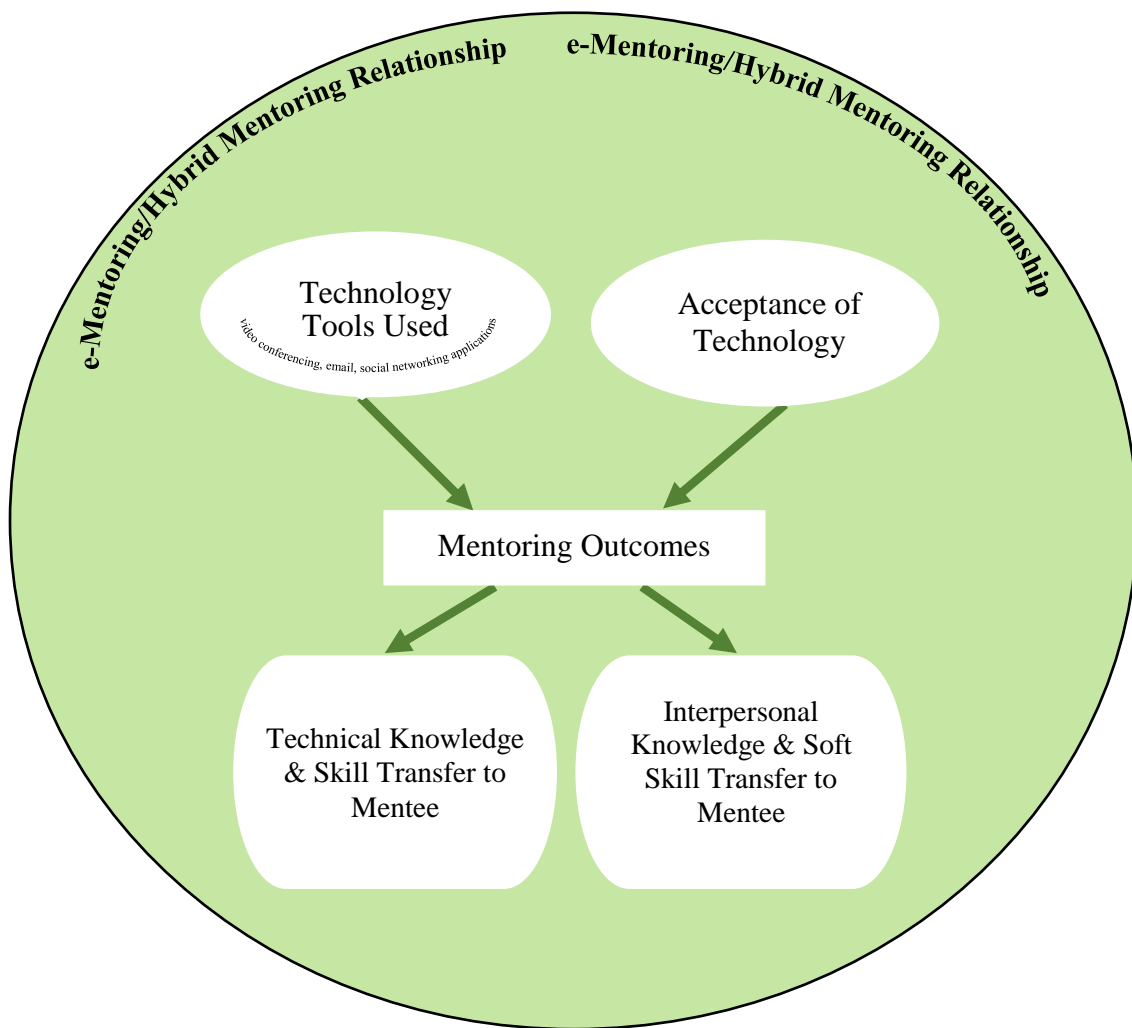 e-Mentoring/Hybrid Mentoring Relationship
e-Mentoring/Hybrid Mentoring Relationship
Technology
Tools Used
video conferencing, email, social networking applications
Acceptance of
Technology
Mentoring Outcomes
Technical Knowledge
& Skill Transfer to
Mentee
Interpersonal
Knowledge & Soft
Skill Transfer to
Mentee